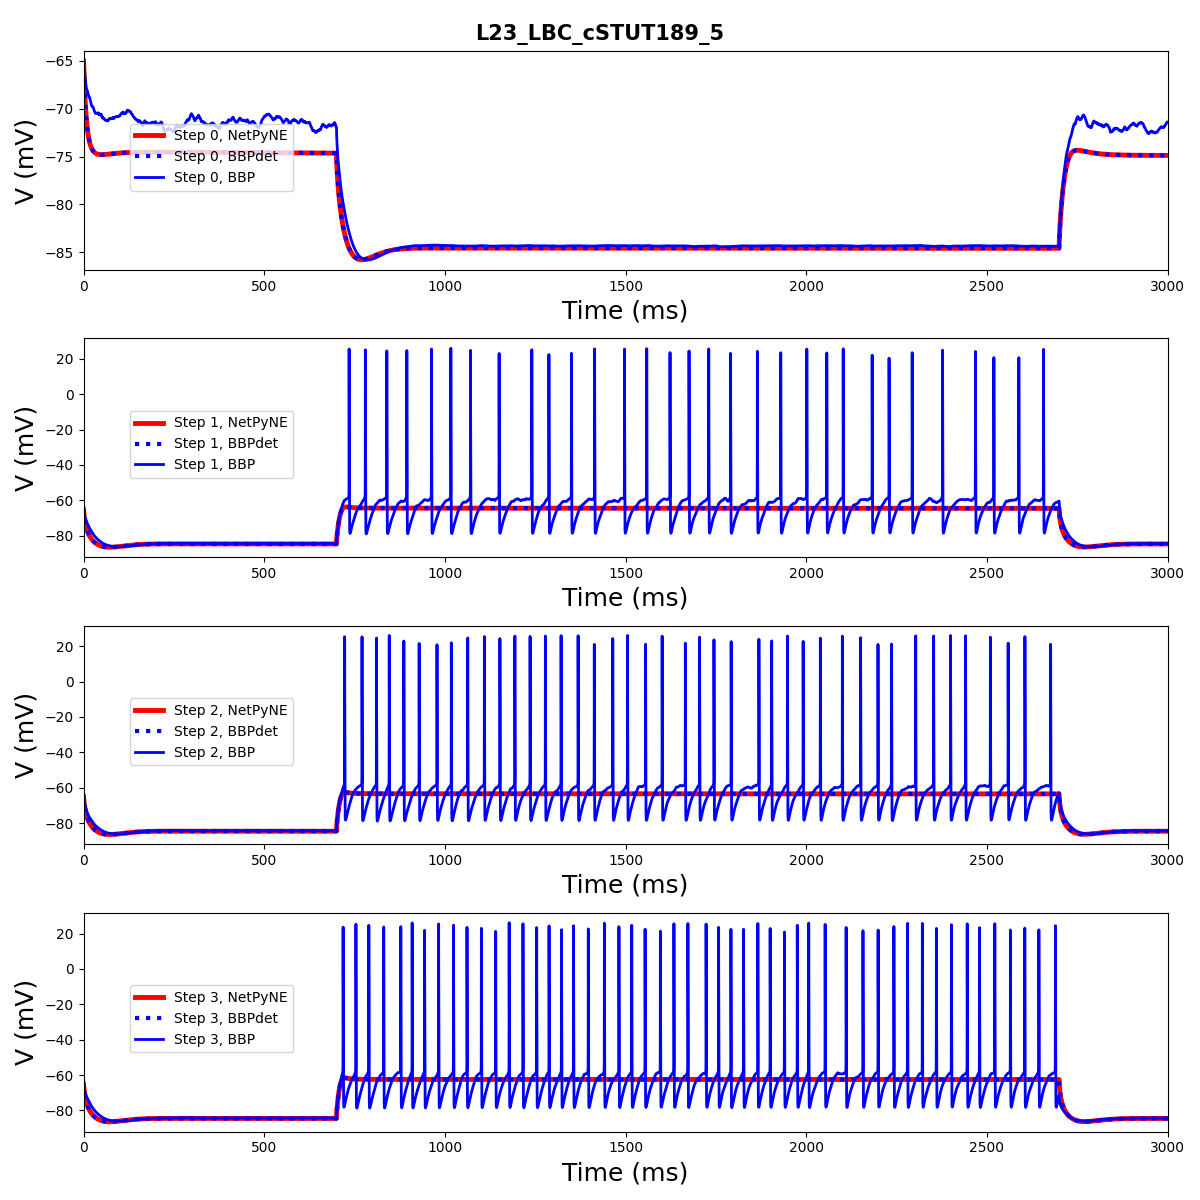 L23_LBC_cSTUT189_5
V (mV)
−65
−70
−75
−80
−85
Step 0, NetPyNE
Step 0, BBPdet
Step 0, BBP
0 500 1000 1500 2000 2500 3000
Time (ms)
V (mV)
20
0
−20
−40
−60
−80
Step 1, NetPyNE
Step 1, BBPdet
Step 1, BBP
0 500 1000 1500 2000 2500 3000
Time (ms)
V (mV)
20
0
−20
−40
−60
−80
Step 2, NetPyNE
Step 2, BBPdet
Step 2, BBP
0 500 1000 1500 2000 2500 3000
Time (ms)
V (mV)
20
0
−20
−40
−60
−80
Step 3, NetPyNE
Step 3, BBPdet
Step 3, BBP
0 500 1000 1500 2000 2500 3000
Time (ms)